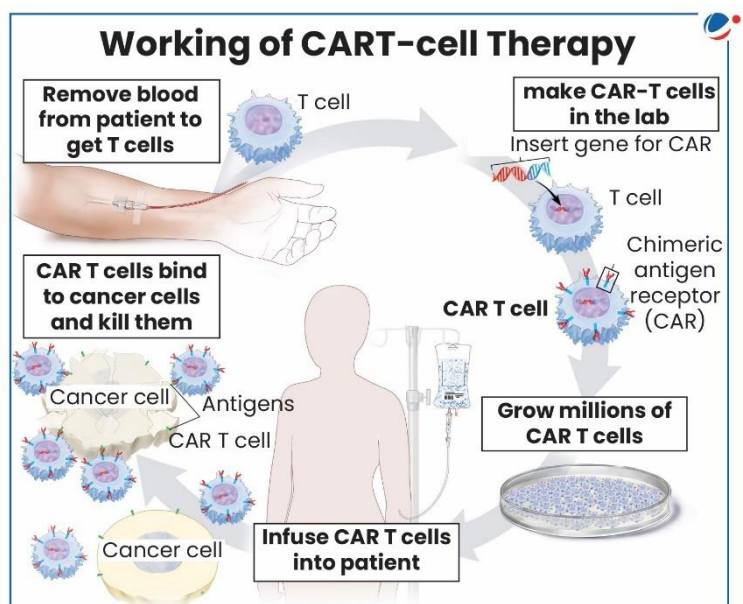 Working of CART-cell Therapy
Remove blood
from patient to
get T cells
T cell
make CAR-T cells
in the lab
Insert gene for CAR
T cell
Chimeric
antigen
receptor
(CAR)
CAR T cell
Grow millions of
CAR T cells
Infuse CAR T cells
into patient
CAR T cells bind
to cancer cells
and kill them
Cancer cell
Antigens
CAR T cell
Cancer cell